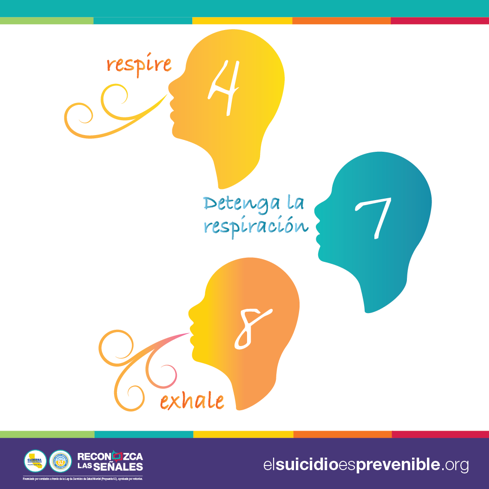 respire
4
Detenga la
respiración
7
8
exhale
RECONOZCA
LAS SEÑALES
elsuicidioesprevenible.org